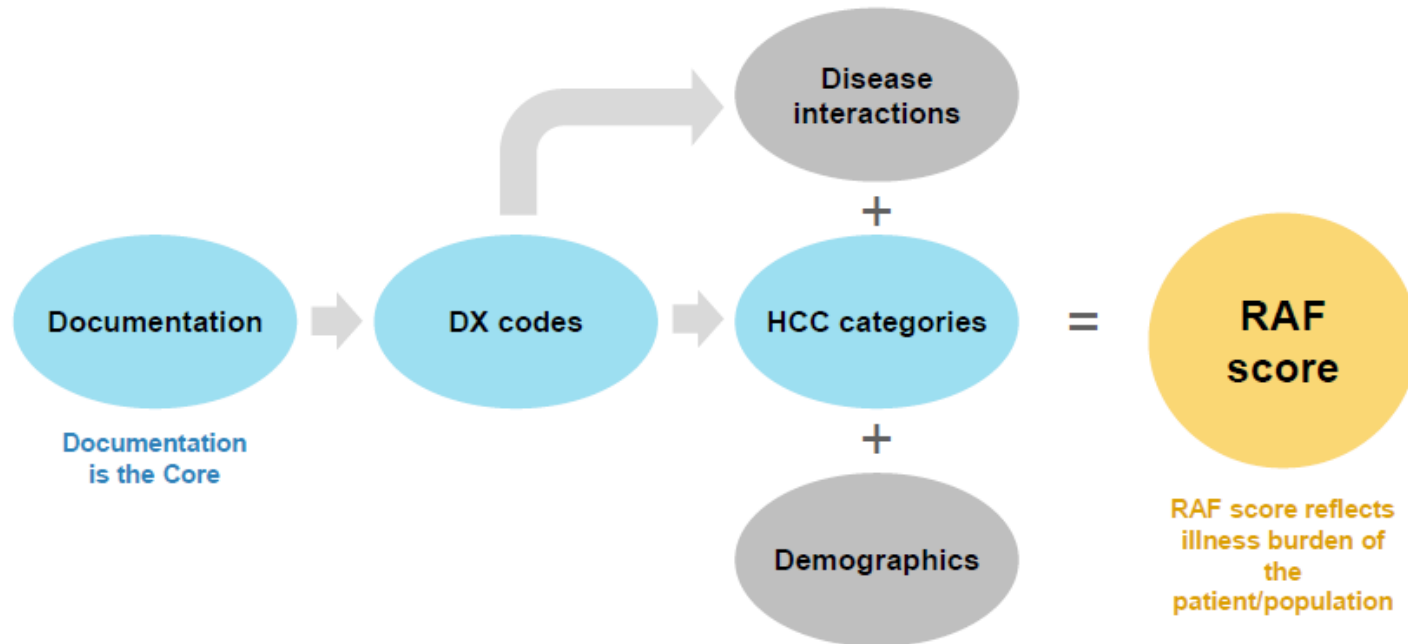 Disease
interactions
+
Documentation
DX codes
HCC categories
=
RAF
score
Documentation
is the Core
+
Demographics
RAF score reflects
illness burden of
the
patient/population